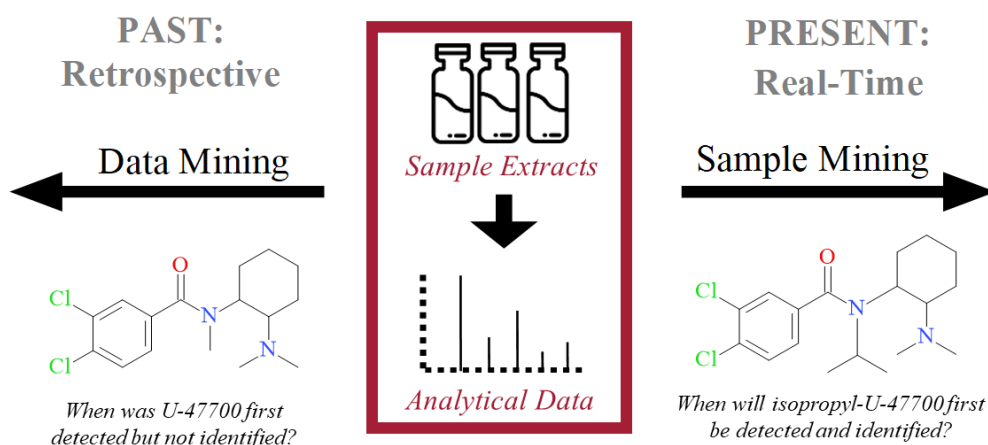 PAST:
Retrospective
Data Mining
Cl
Cl
O
N
N
When was U-47700 first
detected but not identified?
Sample Extracts
Analytical Data
PRESENT:
Real-Time
Sample Mining
Cl
Cl
O
N
N
When will isopropyl-U-47700 first
be detected and identified?